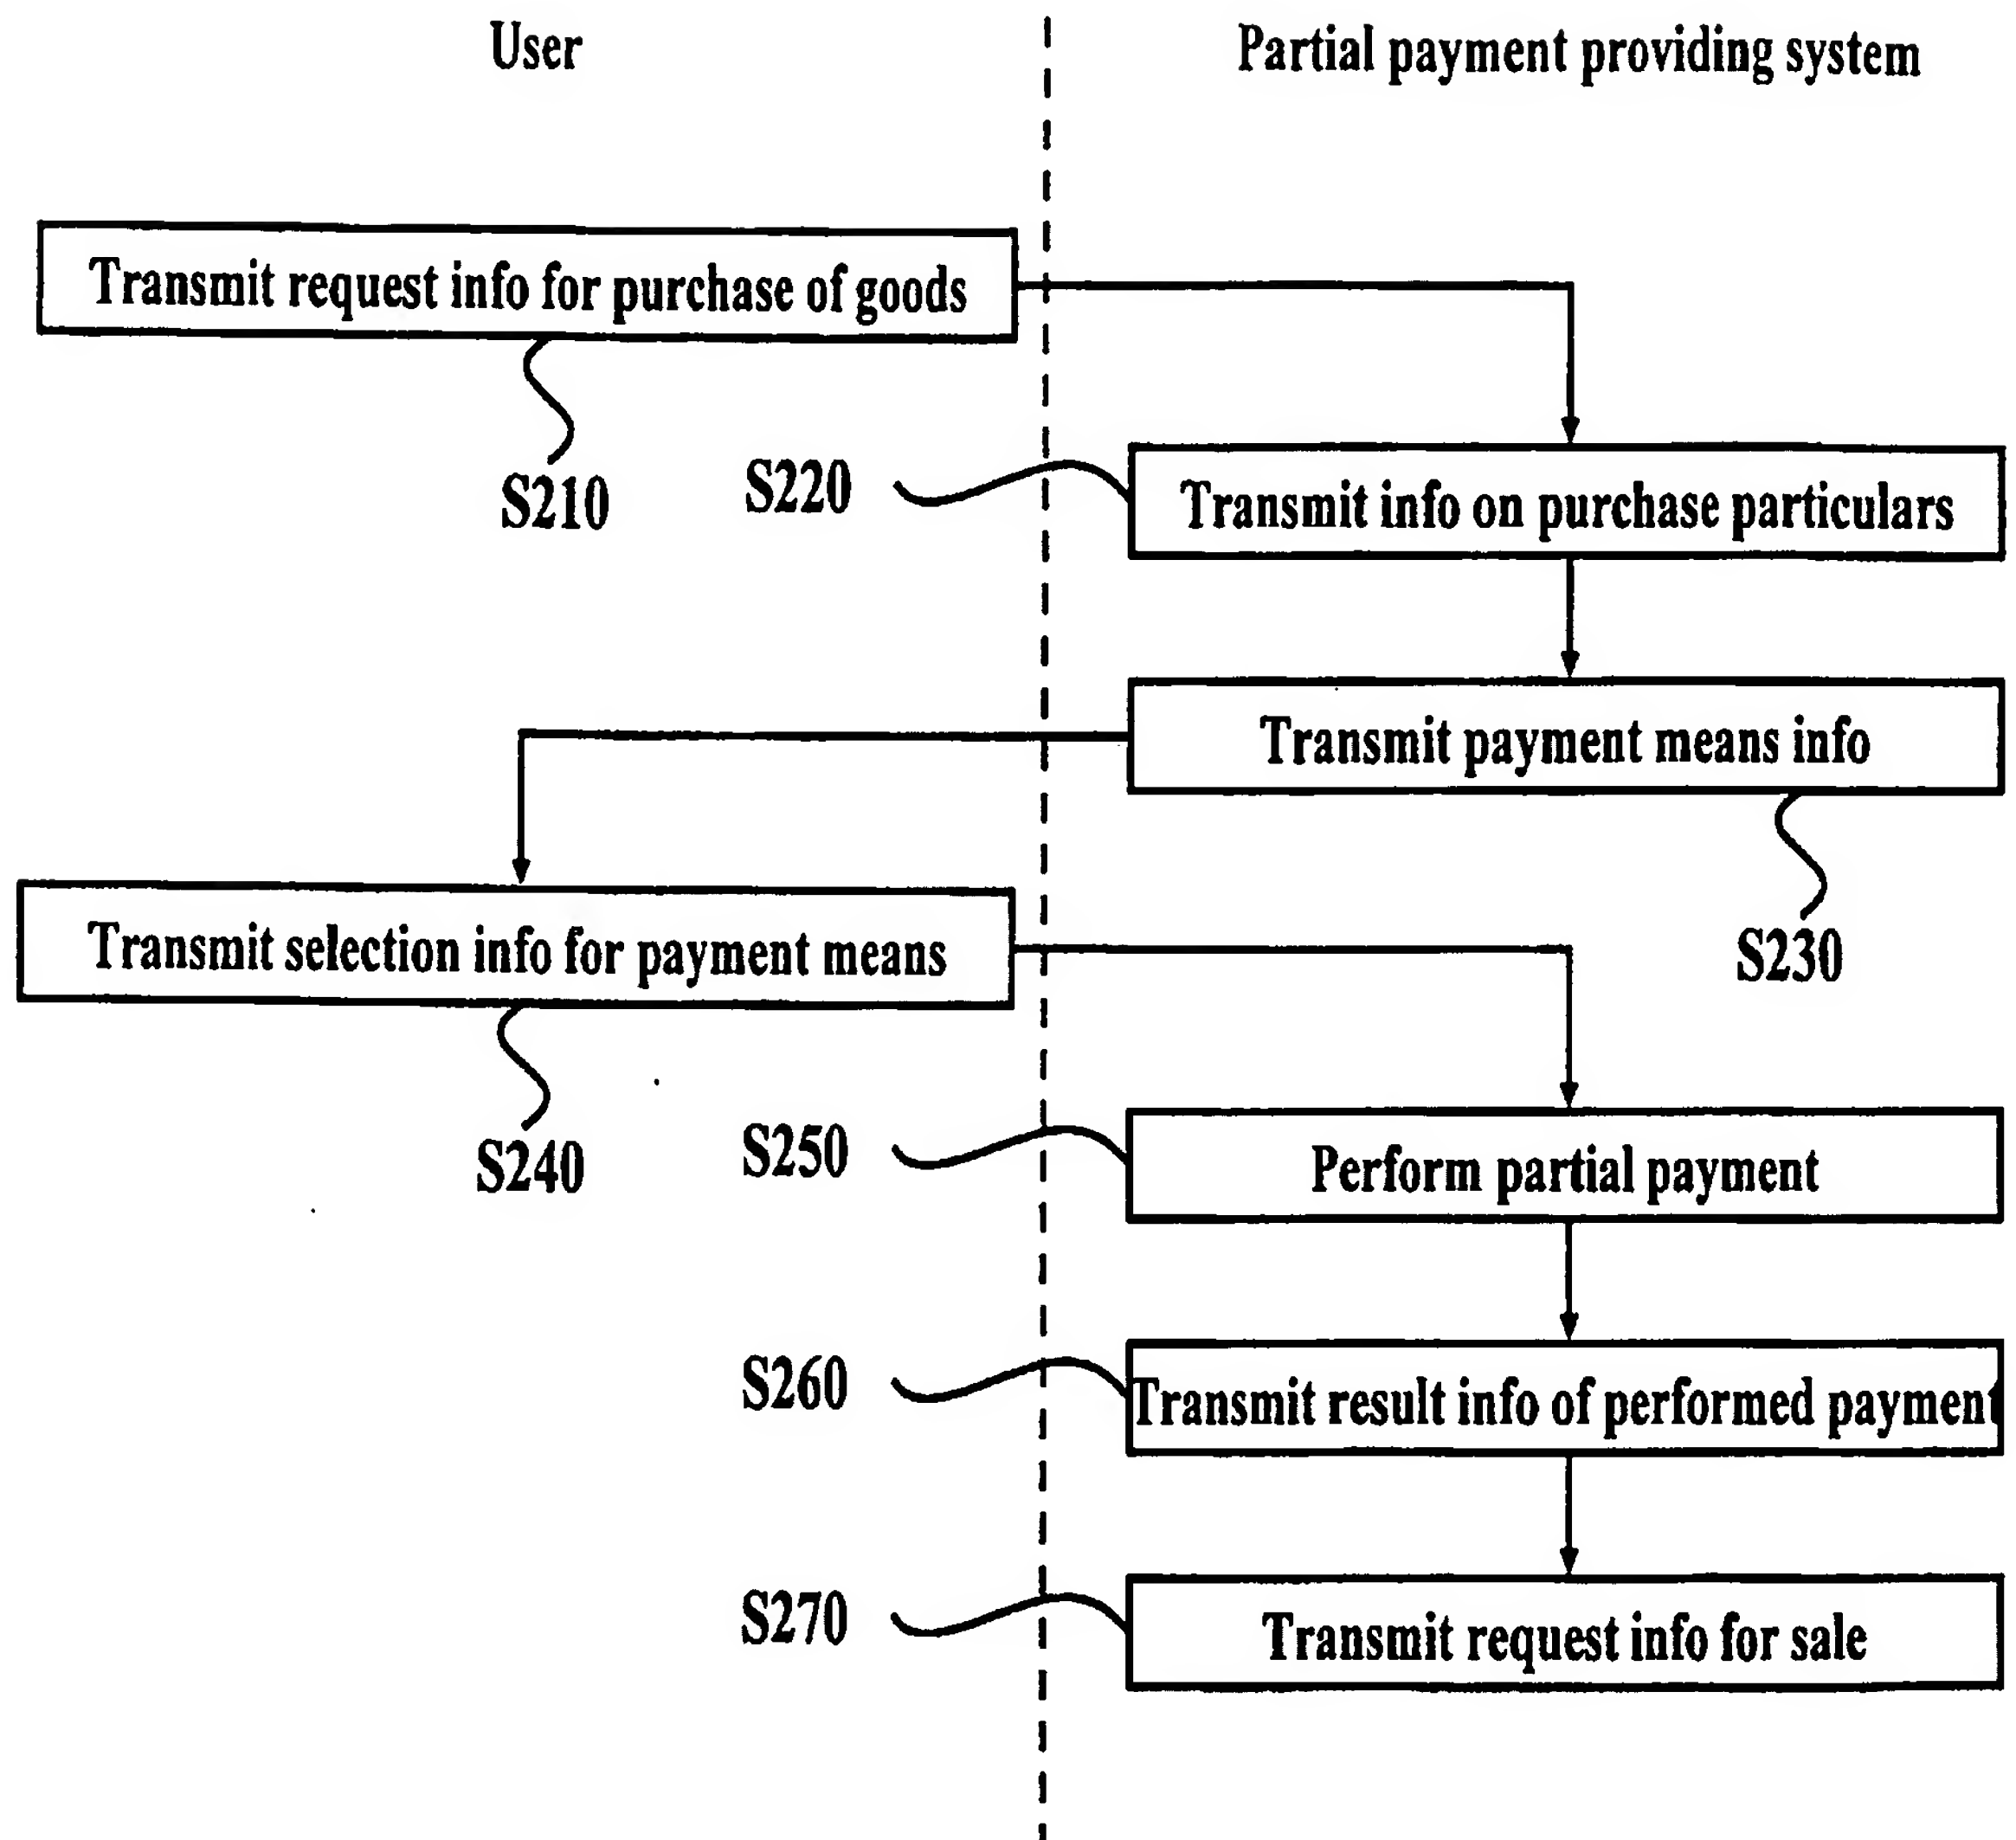 User
Partial payment providing system
Transmit request info for purchase of goods
S210
S220
Transmit info on purchase particulars
Transmit payment means info
S230
Transmit selection info for payment means
S240
S250
Perform partial payment
S260
Transmit result info of performed payment
S270
Transmit request info for sale